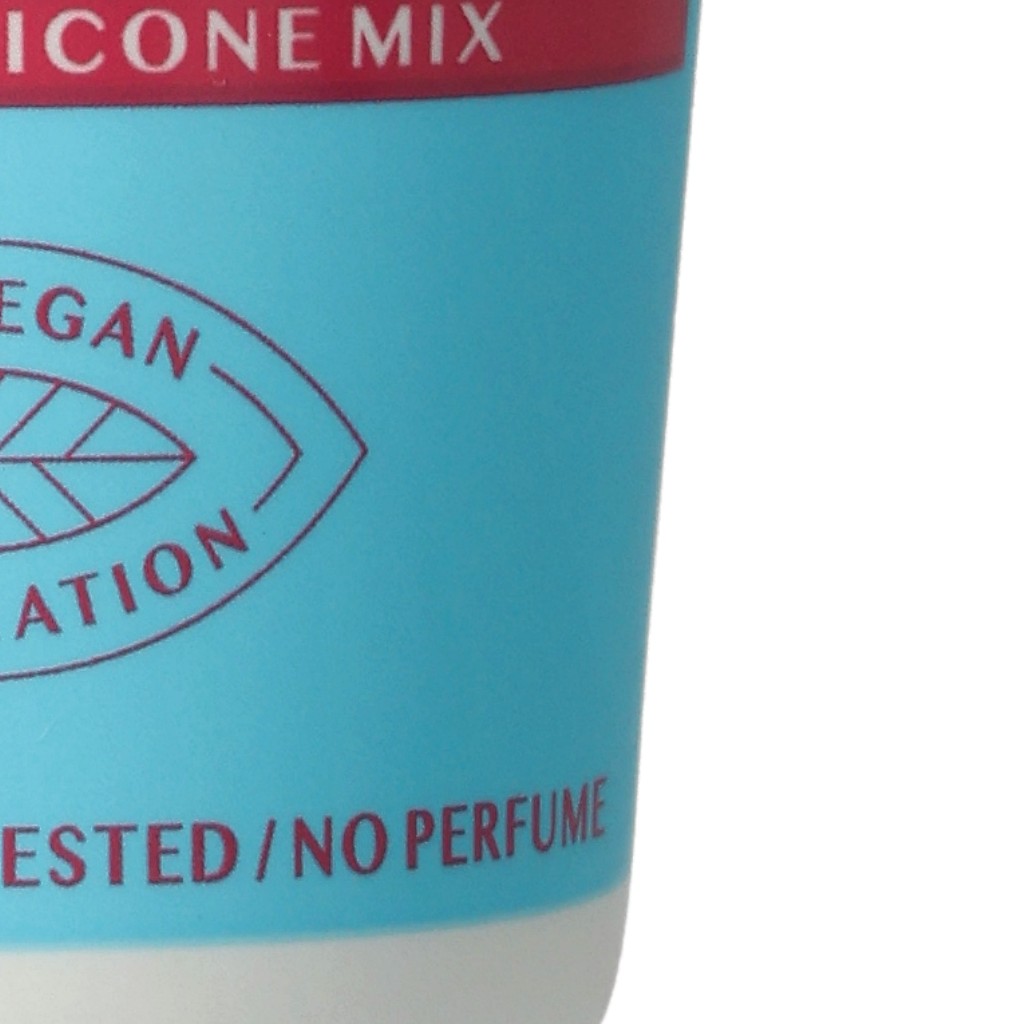 ICONE MIX
EGAN
ATION
ESTED / NO PERFUME